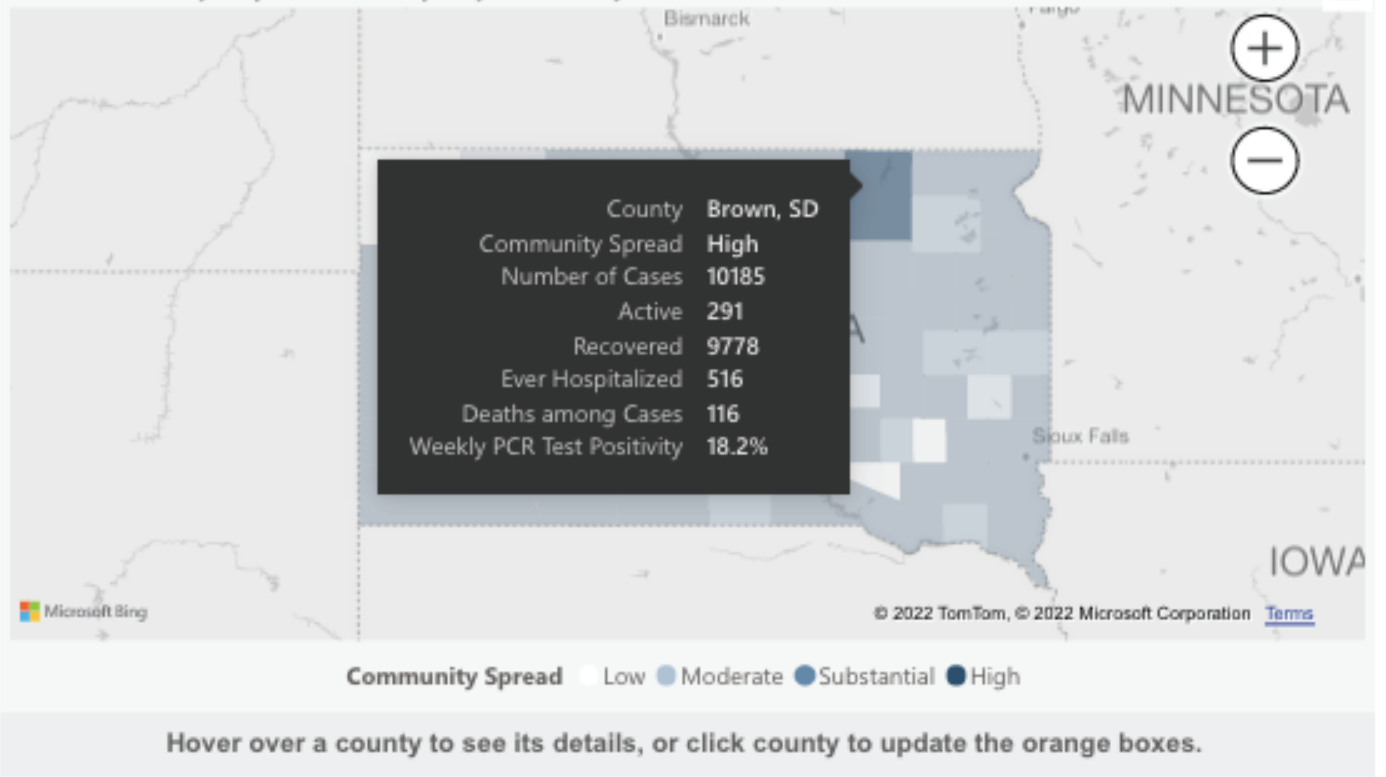 Bismarck
Fargo
MINNESOTA
County Brown, SD
Community Spread High
Number of Cases 10185
Active 291
Recovered 9778
Ever Hospitalized 516
Deaths among Cases 116
Weekly PCR Test Positivity 18.2%
A
Sioux Falls
IOWA
Microsoft Bing
© 2022 TomTom, © 2022 Microsoft Corporation Terms
Community Spread Low Moderate Substantial High
Hover over a county to see its details, or click county to update the orange boxes.